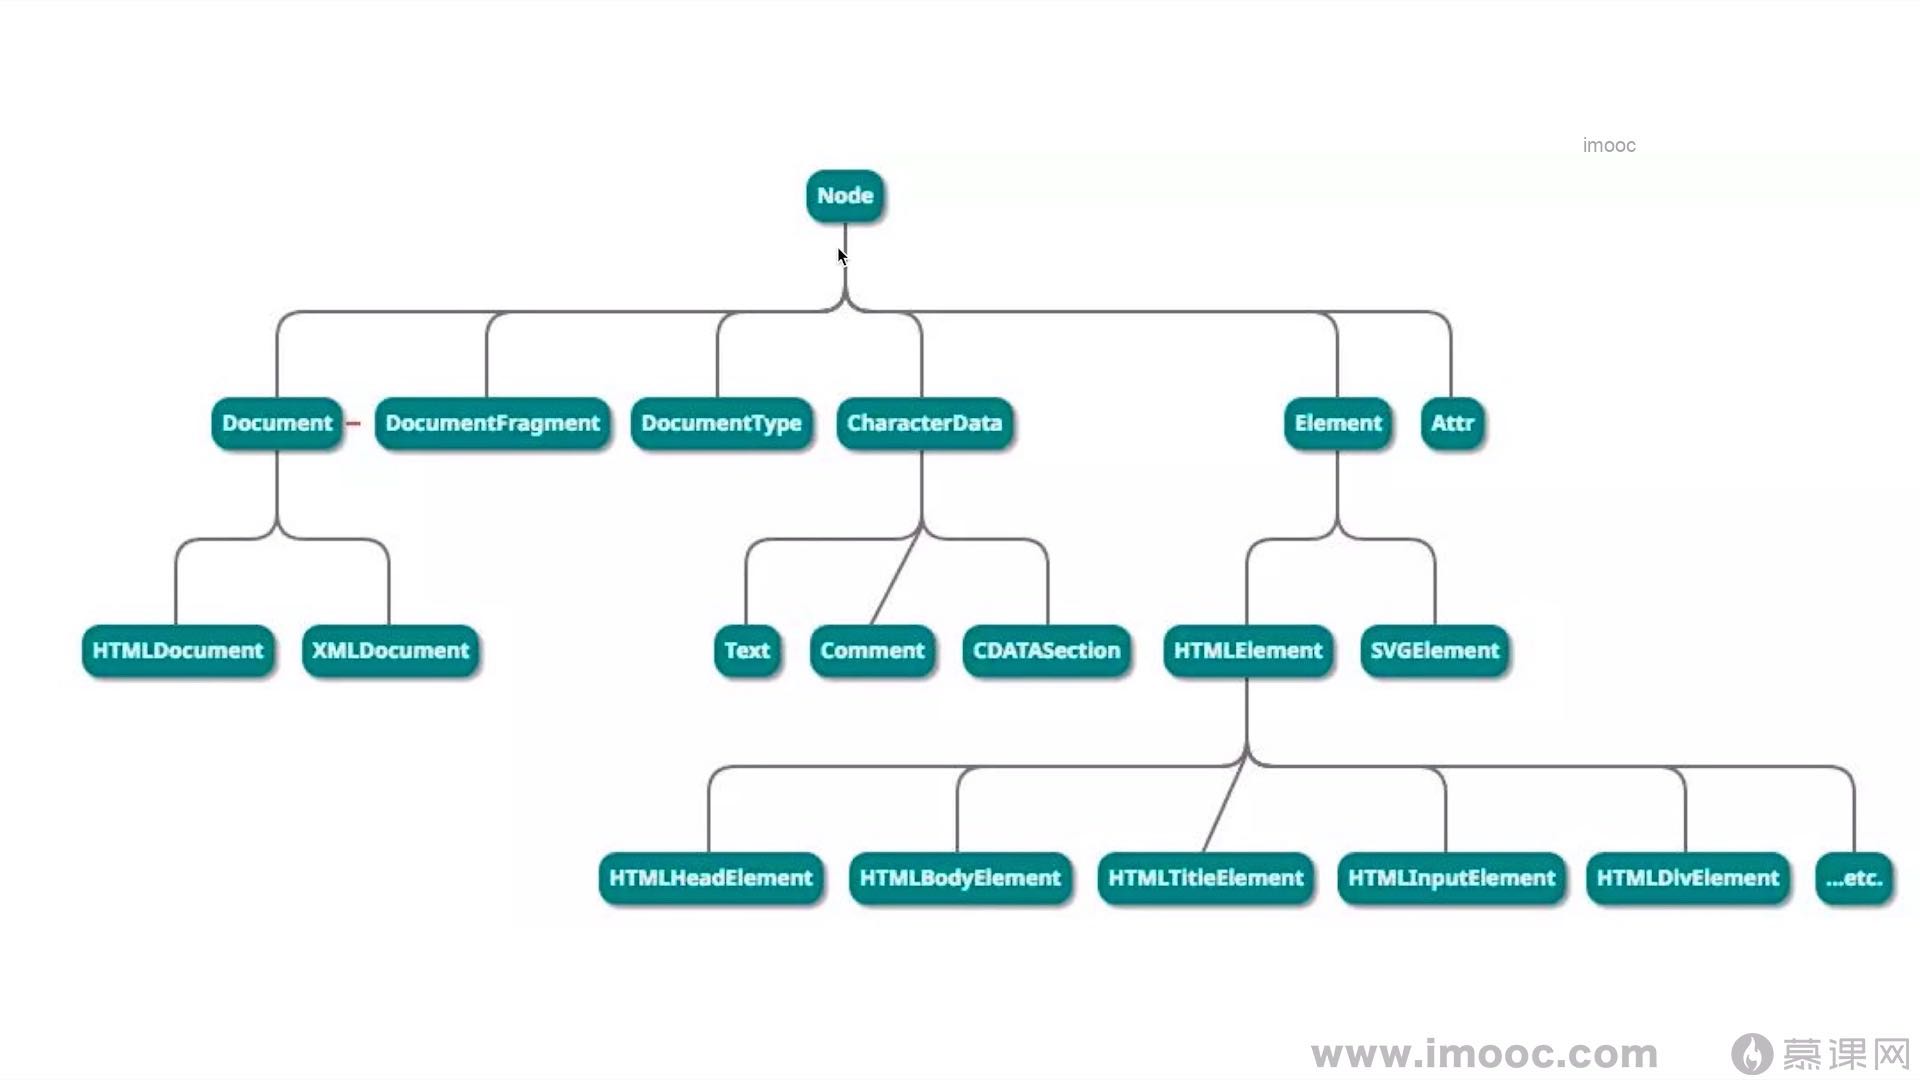 imooc
Node
Document
DocumentFragment
DocumentType
CharacterData
Element
Attr
HTMLDocument
XMLDocument
Text
Comment
CDATASection
HTMLElement
SVGElement
HTMLHeadElement
HTMLBodyElement
HTMLTitleElement
HTMLInputElement
HTMLDivElement
...etc.
www.imooc.com
慕课网